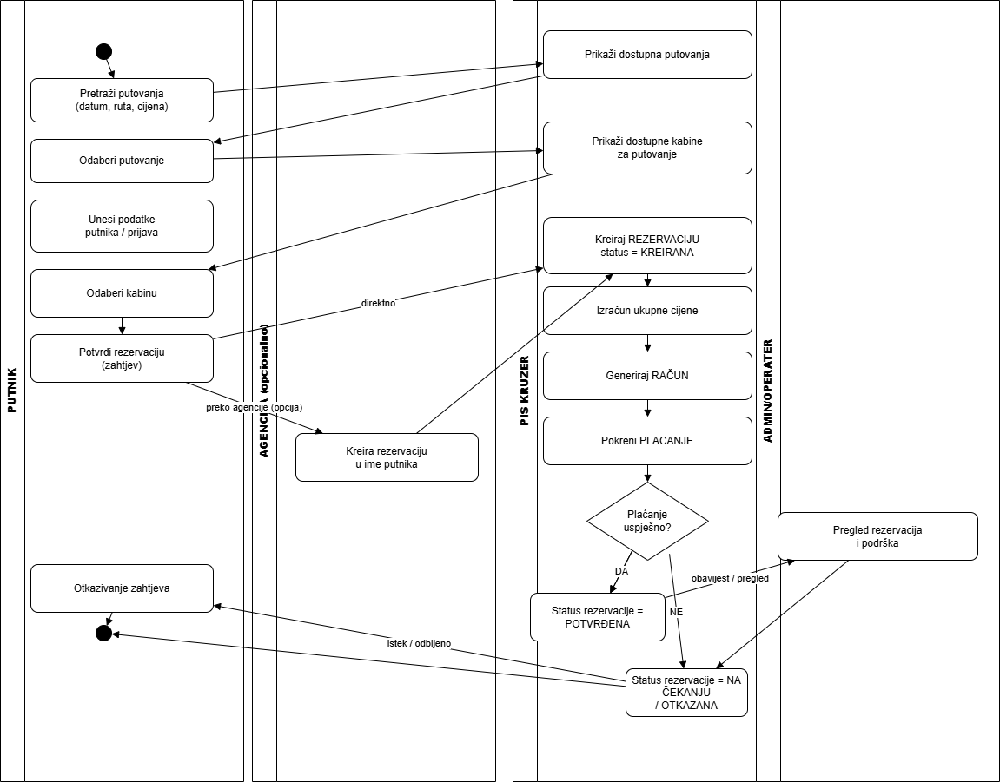 PUTNIK
Pretraži putovanja
(datum, ruta, cijena)
Odaberi putovanje
Unesi podatke
putnika / prijava
Odaberi kabinu
Potvrdi rezervaciju
(zahtjev)
direktno
preko agencije (opcija)
Otkazivanje zahtjeva
AGENCIJA (opcionalno)
Kreira rezervaciju
u ime putnika
istek / odbijeno
PIS KRUZER
Prikaži dostupna putovanja
Prikaži dostupne kabine
za putovanje
Kreiraj REZERVACIJU
status = KREIRANA
Izračun ukupne cijene
Generiraj RAČUN
Pokreni PLACANJE
Plaćanje
uspješno?
DA
NE
Status rezervacije =
POTVRĐENA
obavijest / pregled
Status rezervacije = NA
ČEKANJU
/ OTKAZANA
ADMIN/OPERATER
Pregled rezervacija
i podrška